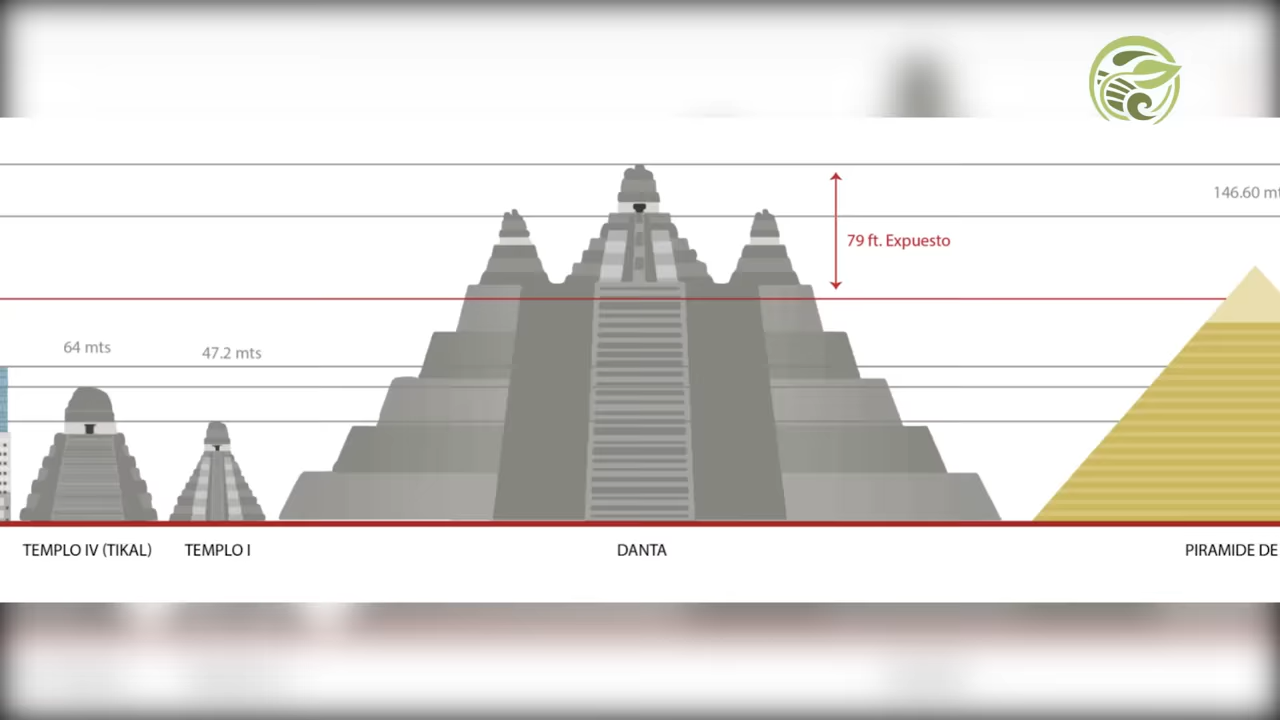 146.60 mt
79 ft. Expuesto
64 mts
47.2 mts
TEMPLO IV (TIKAL)
TEMPLO I
DANTA
PIRAMIDE DE